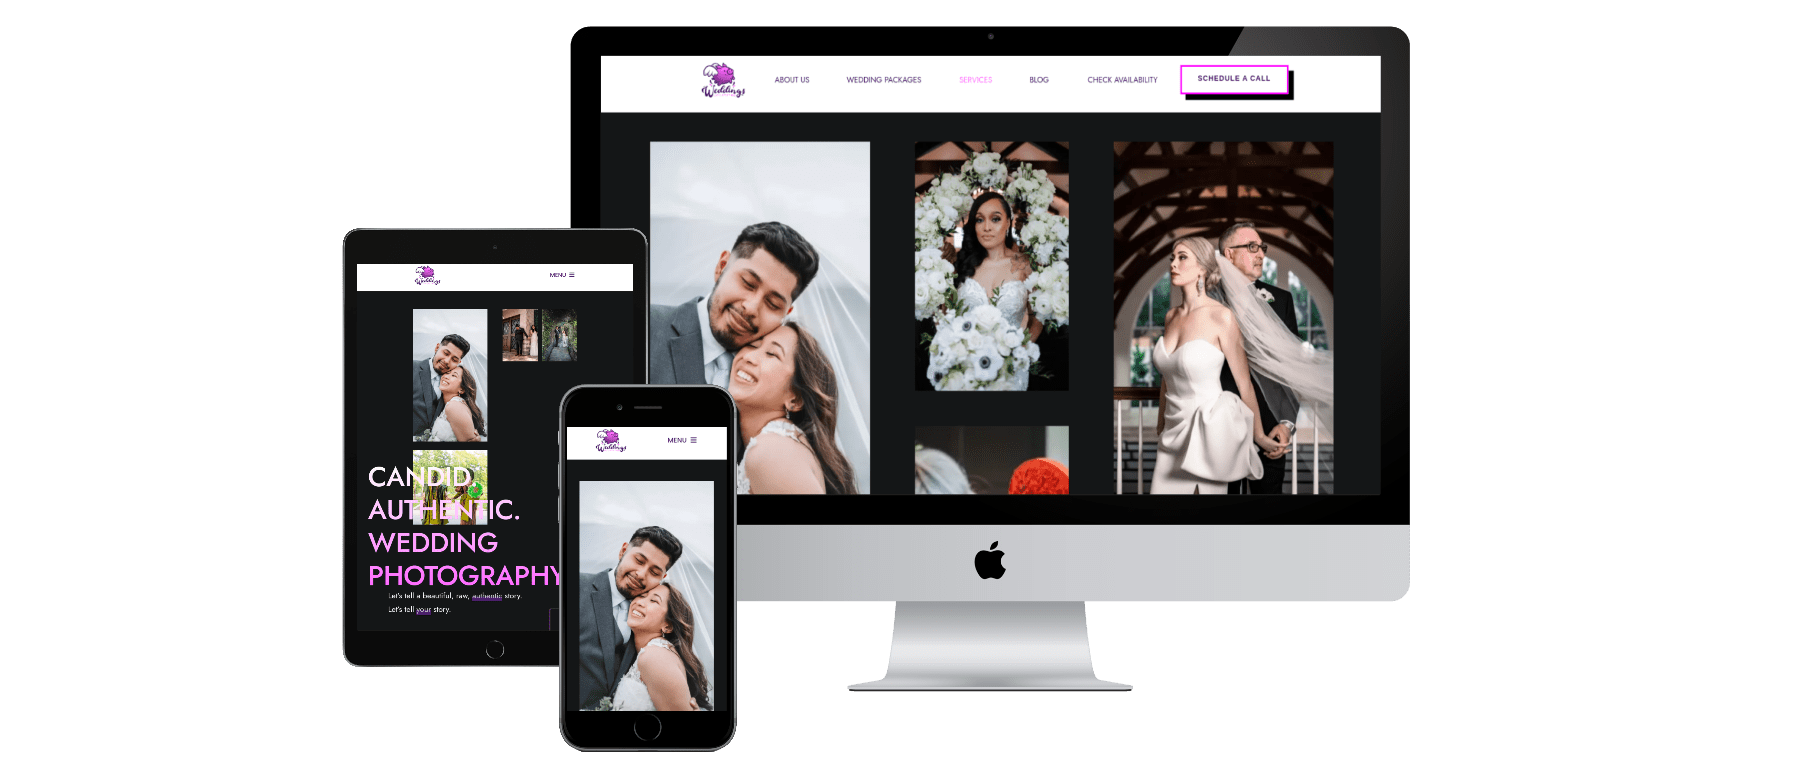 Weddings
ABOUT US
WEDDING PACKAGES
SERVICES
BLOG
CHECK AVAILABILITY
SCHEDULE A CALL
Weddings
MENU
CANDID.
AUTHENTIC.
WEDDING
PHOTOGRAPHY
Let's tell a beautiful, raw, authentic story.
Let's tell your story.
Weddings
MENU